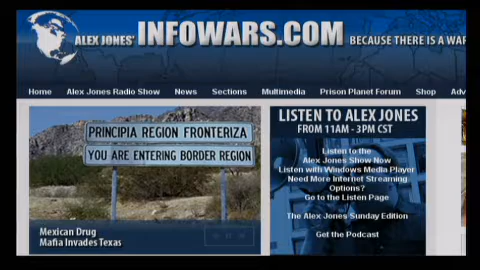 ALEX JONES' INFOWARS.COM BECAUSE THERE IS A WAR
Home Alex Jones Radio Show News Sections Multimedia Prison Planet Forum Shop Adv
PRINCIPIA REGION FRONTERIZA
YOU ARE ENTERING BORDER REGION
Mexican Drug
Mafia Invades Texas
LISTEN TO ALEX JONES
FROM 11AM - 3PM CST
Listen to the
Alex Jones Show Now
Listen with Windows Media Player
Need More Internet Streaming
Options?
Go to the Listen Page
The Alex Jones Sunday Edition
Get the Podcast